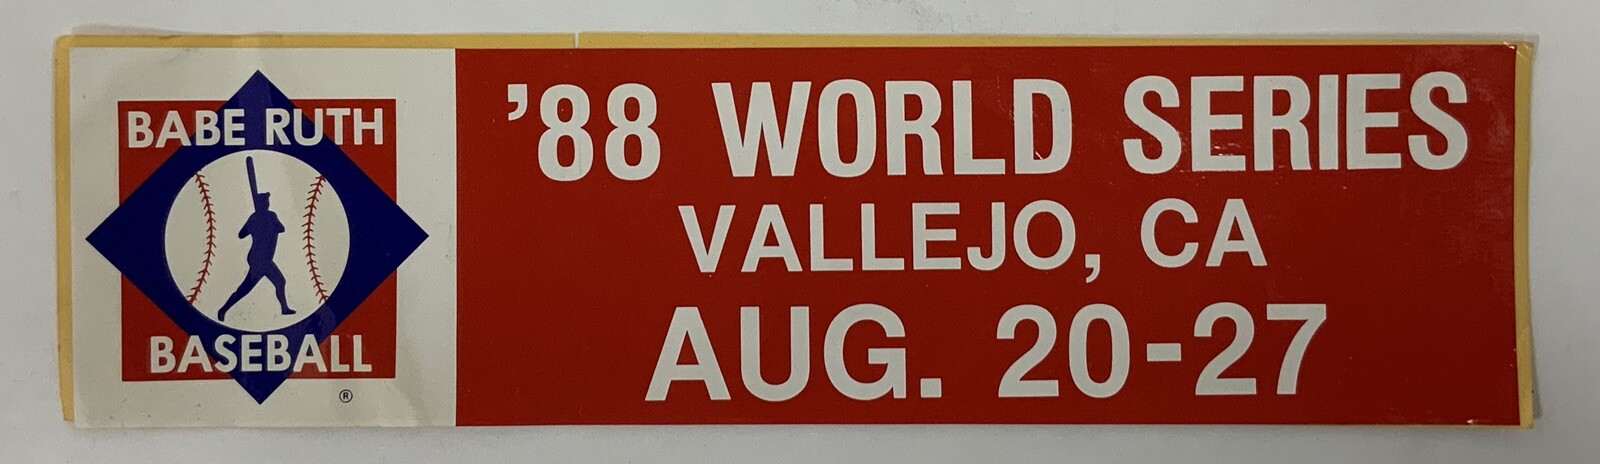 BABE RUTH
BASEBALL
®
'88 WORLD SERIES
VALLEJO, CA
AUG. 20-27